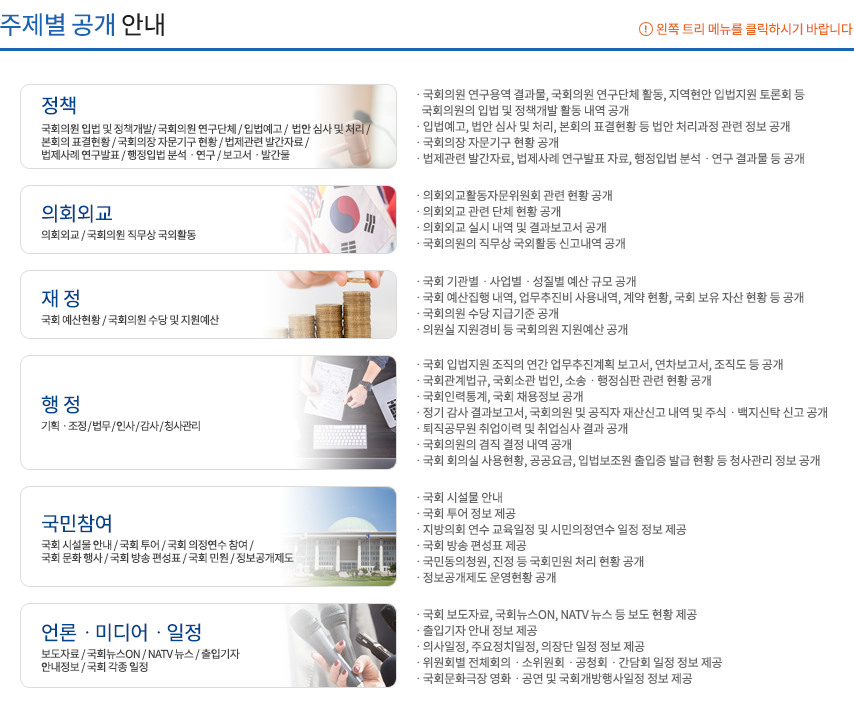 주제별 공개 안내
왼쪽 트리 메뉴를 클릭하시기 바랍니다
정책
국회의원 입법 및 정책개발/ 국회의원 연구단체 / 입법예고 / 법안 심사 및 처리 /
본회의 표결현황 / 국회의장 자문기구 현황 / 법제관련 발간자료 /
법제사례 연구발표 / 행정입법 분석ㆍ연구 / 보고서ㆍ발간물
· 국회의원 연구용역 결과물, 국회의원 연구단체 활동, 지역현안 입법지원 토론회 등
국회의원의 입법 및 정책개발 활동 내역 공개
· 입법예고, 법안 심사 및 처리, 본회의 표결현황 등 법안 처리과정 관련 정보 공개
· 국회의장 자문기구 현황 공개
· 법제관련 발간자료, 법제사례 연구발표 자료, 행정입법 분석ㆍ연구 결과물 등 공개
의회외교
의회외교 / 국회의원 직무상 국외활동
· 의회외교활동자문위원회 관련 현황 공개
· 의회외교 관련 단체 현황 공개
· 의회외교 실시 내역 및 결과보고서 공개
· 국회의원의 직무상 국외활동 신고내역 공개
재 정
국회 예산현황 / 국회의원 수당 및 지원예산
· 국회 기관별ㆍ사업별ㆍ성질별 예산 규모 공개
· 국회 예산집행 내역, 업무추진비 사용내역, 계약 현황, 국회 보유 자산 현황 등 공개
· 국회의원 수당 지급기준 공개
· 의원실 지원경비 등 국회의원 지원예산 공개
행 정
기획ㆍ조정/법무/인사/감사/청사관리
· 국회 입법지원 조직의 연간 업무추진계획 보고서, 연차보고서, 조직도 등 공개
· 국회관계법규, 국회소관 법인, 소송ㆍ행정심판 관련 현황 공개
· 국회인력통계, 국회 채용정보 공개
· 정기 감사 결과보고서, 국회의원 및 공직자 재산신고 내역 및 주식ㆍ백지신탁 신고 공개
· 퇴직공무원 취업이력 및 취업심사 결과 공개
· 국회의원의 겸직 결정 내역 공개
· 국회 회의실 사용현황, 공공요금, 입법보조원 출입증 발급 현황 등 청사관리 정보 공개
국민참여
국회 시설물 안내 / 국회 투어 / 국회 의정연수 참여 /
국회 문화 행사 / 국회 방송 편성표 / 국회 민원 / 정보공개제도
· 국회 시설물 안내
· 국회 투어 정보 제공
· 지방의회 연수 교육일정 및 시민의정연수 일정 정보 제공
· 국회 방송 편성표 제공
· 국민동의청원, 진정 등 국회민원 처리 현황 공개
· 정보공개제도 운영현황 공개
언론ㆍ미디어ㆍ일정
보도자료 / 국회뉴스ON / NATV 뉴스 / 출입기자
안내정보 / 국회 각종 일정
· 국회 보도자료, 국회뉴스ON, NATV 뉴스 등 보도 현황 제공
· 출입기자 안내 정보 제공
· 의사일정, 주요정치일정, 의장단 일정 정보 제공
· 위원회별 전체회의ㆍ소위원회ㆍ공청회ㆍ간담회 일정 정보 제공
· 국회문화극장 영화ㆍ공연 및 국회개방행사일정 정보 제공